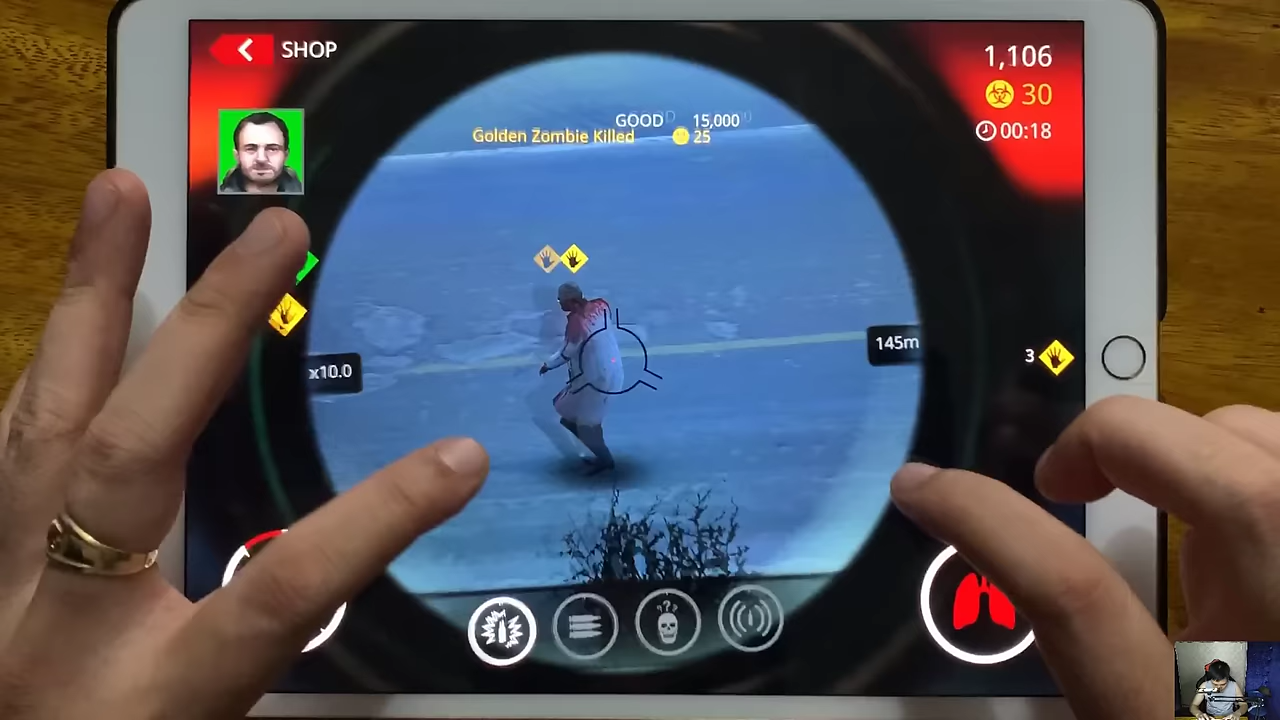 SHOP
1,106
30
00:18
GOOD 15,000
Golden Zombie Killed 25
x10.0
145m
3